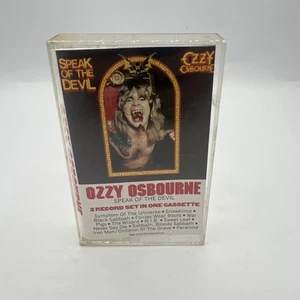 SPEAK OF THE DEVIL
OZZY OSBOURNE
OZZY OSBOURNE
SPEAK OF THE DEVIL
2 RECORD SET IN ONE CASSETTE
Symptom Of The Universe • Snowblind •
Black Sabbath • Fairies Wear Boots • War
Pigs • The Wizard • N.I.B. • Sweet Leaf •
Never Say Die • Sabbath, Bloody Sabbath •
Iron Man/Children Of The Grave • Paranoid